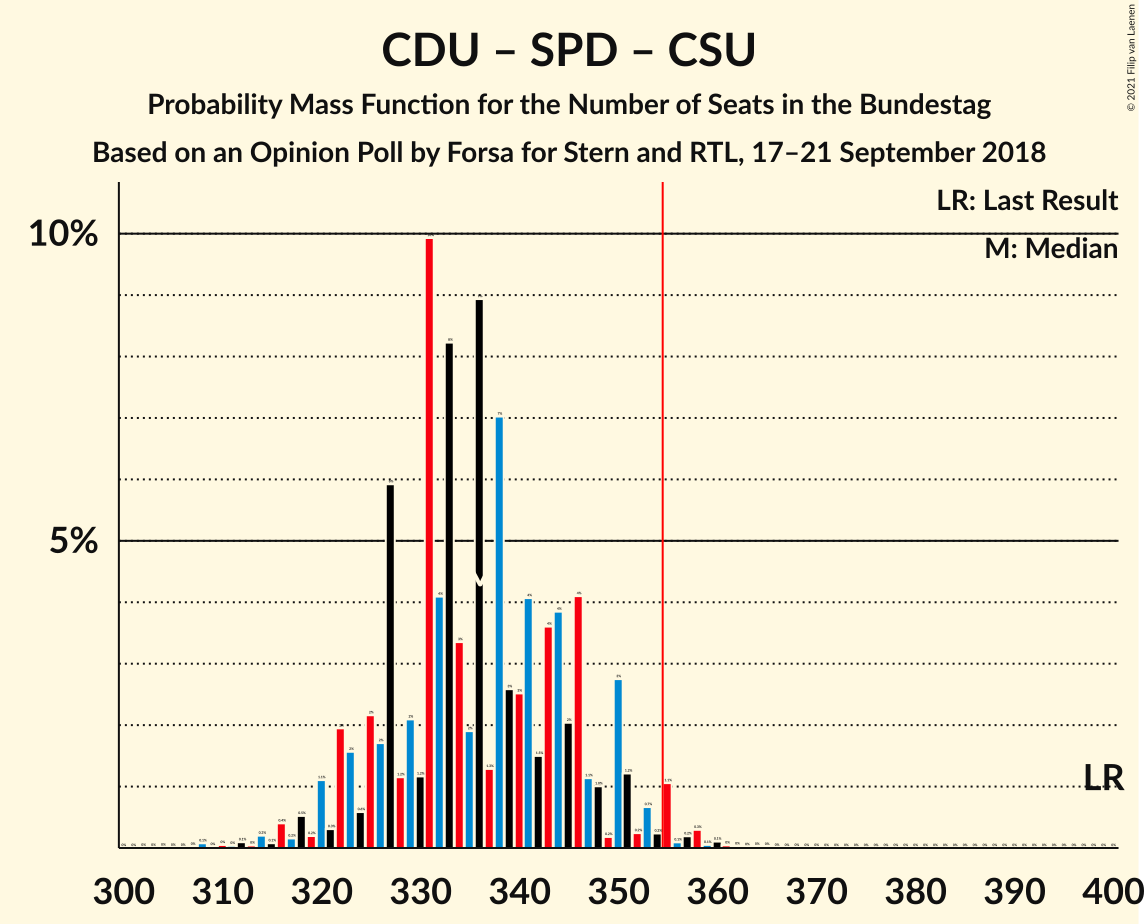 CDU – SPD – CSU
Probability Mass Function for the Number of Seats in the Bundestag
Based on an Opinion Poll by Forsa for Stern and RTL, 17–21 September 2018
© 2021 Filip van Laenen
LR: Last Result
M: Median
10%
5%
LR
300 310 320 330 340 350 360 370 380 390 400